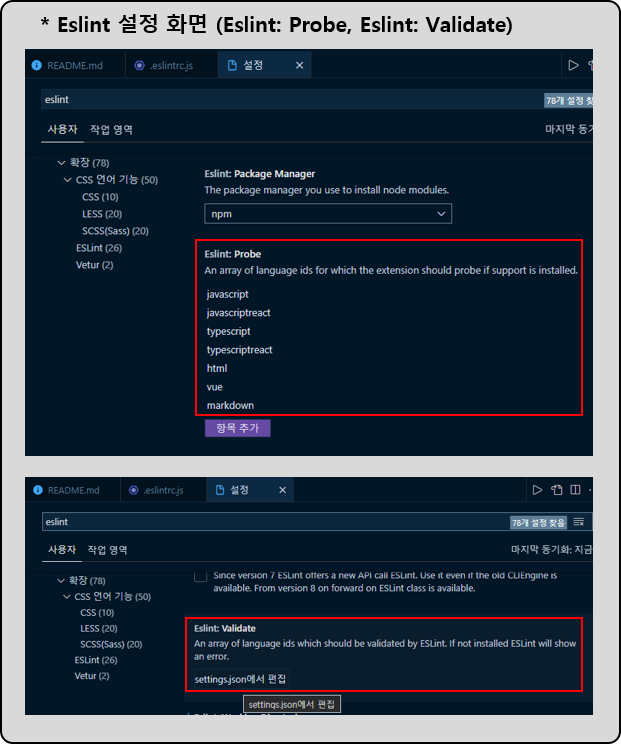 * Eslint 설정 화면 (Eslint: Probe, Eslint: Validate)
README.md
.eslintrc.js
설정
eslint
78개 설정 찾
사용자
작업 영역
마지막 동기
확장 (78)
CSS 언어 기능 (50)
CSS (10)
LESS (20)
SCSS(Sass) (20)
ESLint (26)
Vetur (2)
Eslint: Package Manager
The package manager you use to install node modules.
npm
Eslint: Probe
An array of language ids for which the extension should probe if support is installed.
javascript
javascriptreact
typescript
typescriptreact
html
vue
markdown
항목 추가
README.md
.eslintrc.js
설정
eslint
78개 설정 찾음
사용자
작업 영역
마지막 동기화: 지금
확장 (78)
CSS 언어 기능 (50)
CSS (10)
LESS (20)
SCSS(Sass) (20)
ESLint (26)
Vetur (2)
Since version 7 ESLint offers a new API call ESLint. Use it even if the old CLIEngine is
available. From version 8 on forward on ESLint class is available.
Eslint: Validate
An array of language ids which should be validated by ESLint. If not installed ESLint will show
an error.
settings.json에서 편집
settings.json에서 편집